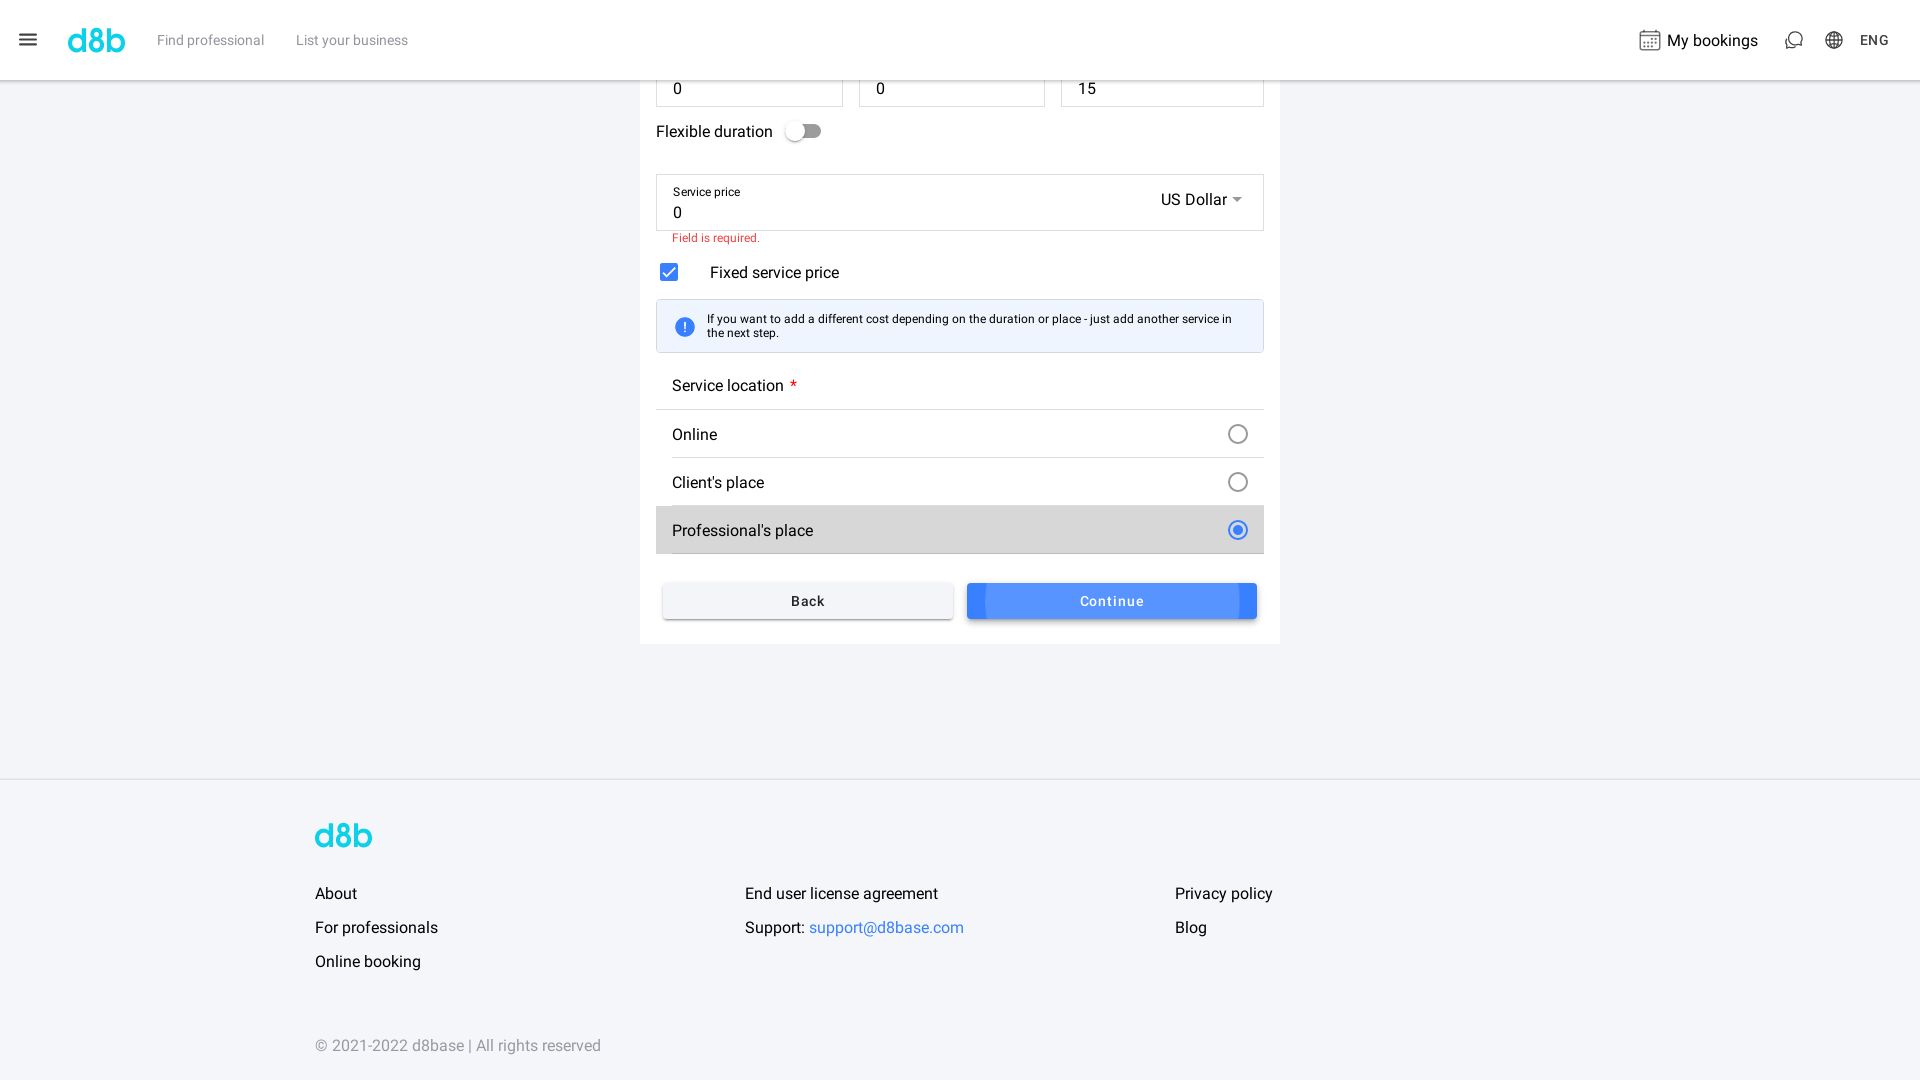 d8b Find professional List your business My bookings ENG
0 0 15
Flexible duration
Service price
0 US Dollar
Field is required.
Fixed service price
If you want to add a different cost depending on the duration or place - just add another service in
the next step.
Service location *
Online
Client's place
Professional's place
Back Continue
d8b
About End user license agreement Privacy policy
For professionals Support: support@d8base.com Blog
Online booking
© 2021-2022 d8base | All rights reserved